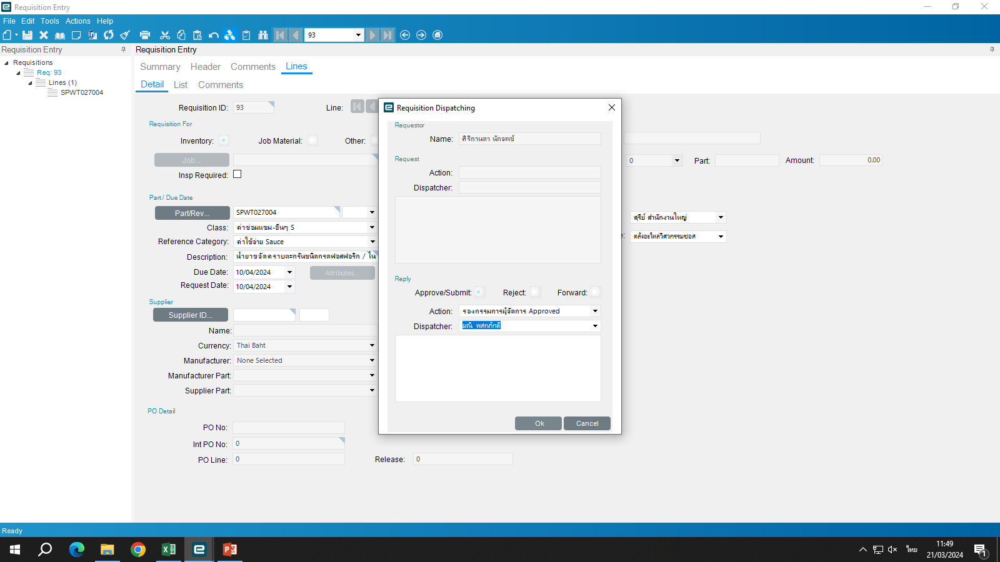 Requisition Entry
File Edit Tools Actions Help
93
Requisition Entry
Requisition Entry
Requisitions
Req: 93
Lines (1)
SPWT027004
Summary Header Comments Lines
Detail List Comments
Requisition ID: 93 Line:
Requisition For
Inventory: Job Material: Other:
Job...
Insp Required:
0 Part: Amount: 0.00
Part / Due Date
Part/Rev... SPWT027004
Class: ค่าซ่อมแซม-อื่นๆ S
Reference Category: ค่าใช้จ่าย Sauce
Description: น้ำยาขจัดคราบตะกรันชนิดกรดฟอสฟอริก / ไน
Due Date: 10/04/2024 Attributes...
Request Date: 10/04/2024
สุรีย์ สำนักงานใหญ่
e: คลังอะไหล่วิศวกรรมซอส
Supplier
Supplier ID...
Name:
Currency: Thai Baht
Manufacturer: None Selected
Manufacturer Part:
Supplier Part:
PO Detail
PO No:
Int PO No: 0
PO Line: 0 Release: 0
Requisition Dispatching
Requestor
Name: ศิริกานดา นักจะเข้
Request
Action:
Dispatcher:
Reply
Approve/Submit: Reject: Forward:
Action: รองกรรมการผู้จัดการ Approved
Dispatcher: มณี พสกภักดี
Ok Cancel
Ready
ไทย
11:49
21/03/2024
1